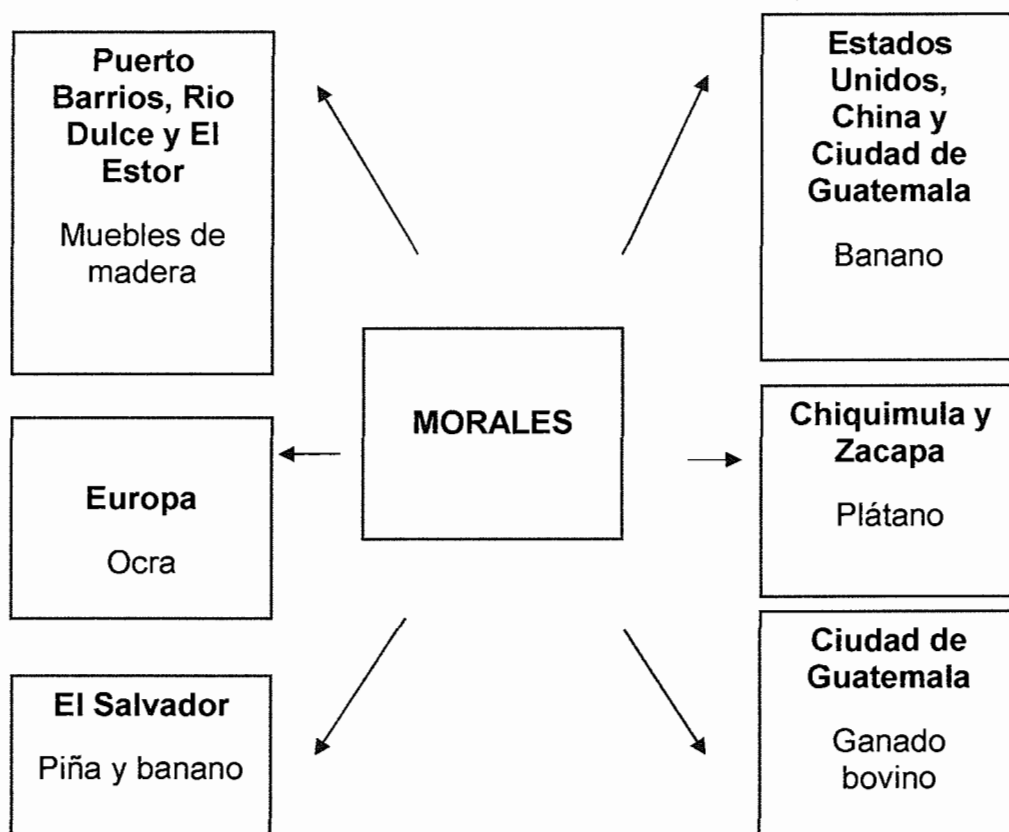 Puerto
Barrios, Rio
Dulce y El
Estor
Muebles de
madera
Estados
Unidos,
China y
Ciudad de
Guatemala
Banano
MORALES
Europa
Ocra
Chiquimula y
Zacapa
Plátano
El Salvador
Piña y banano
Ciudad de
Guatemala
Ganado
bovino